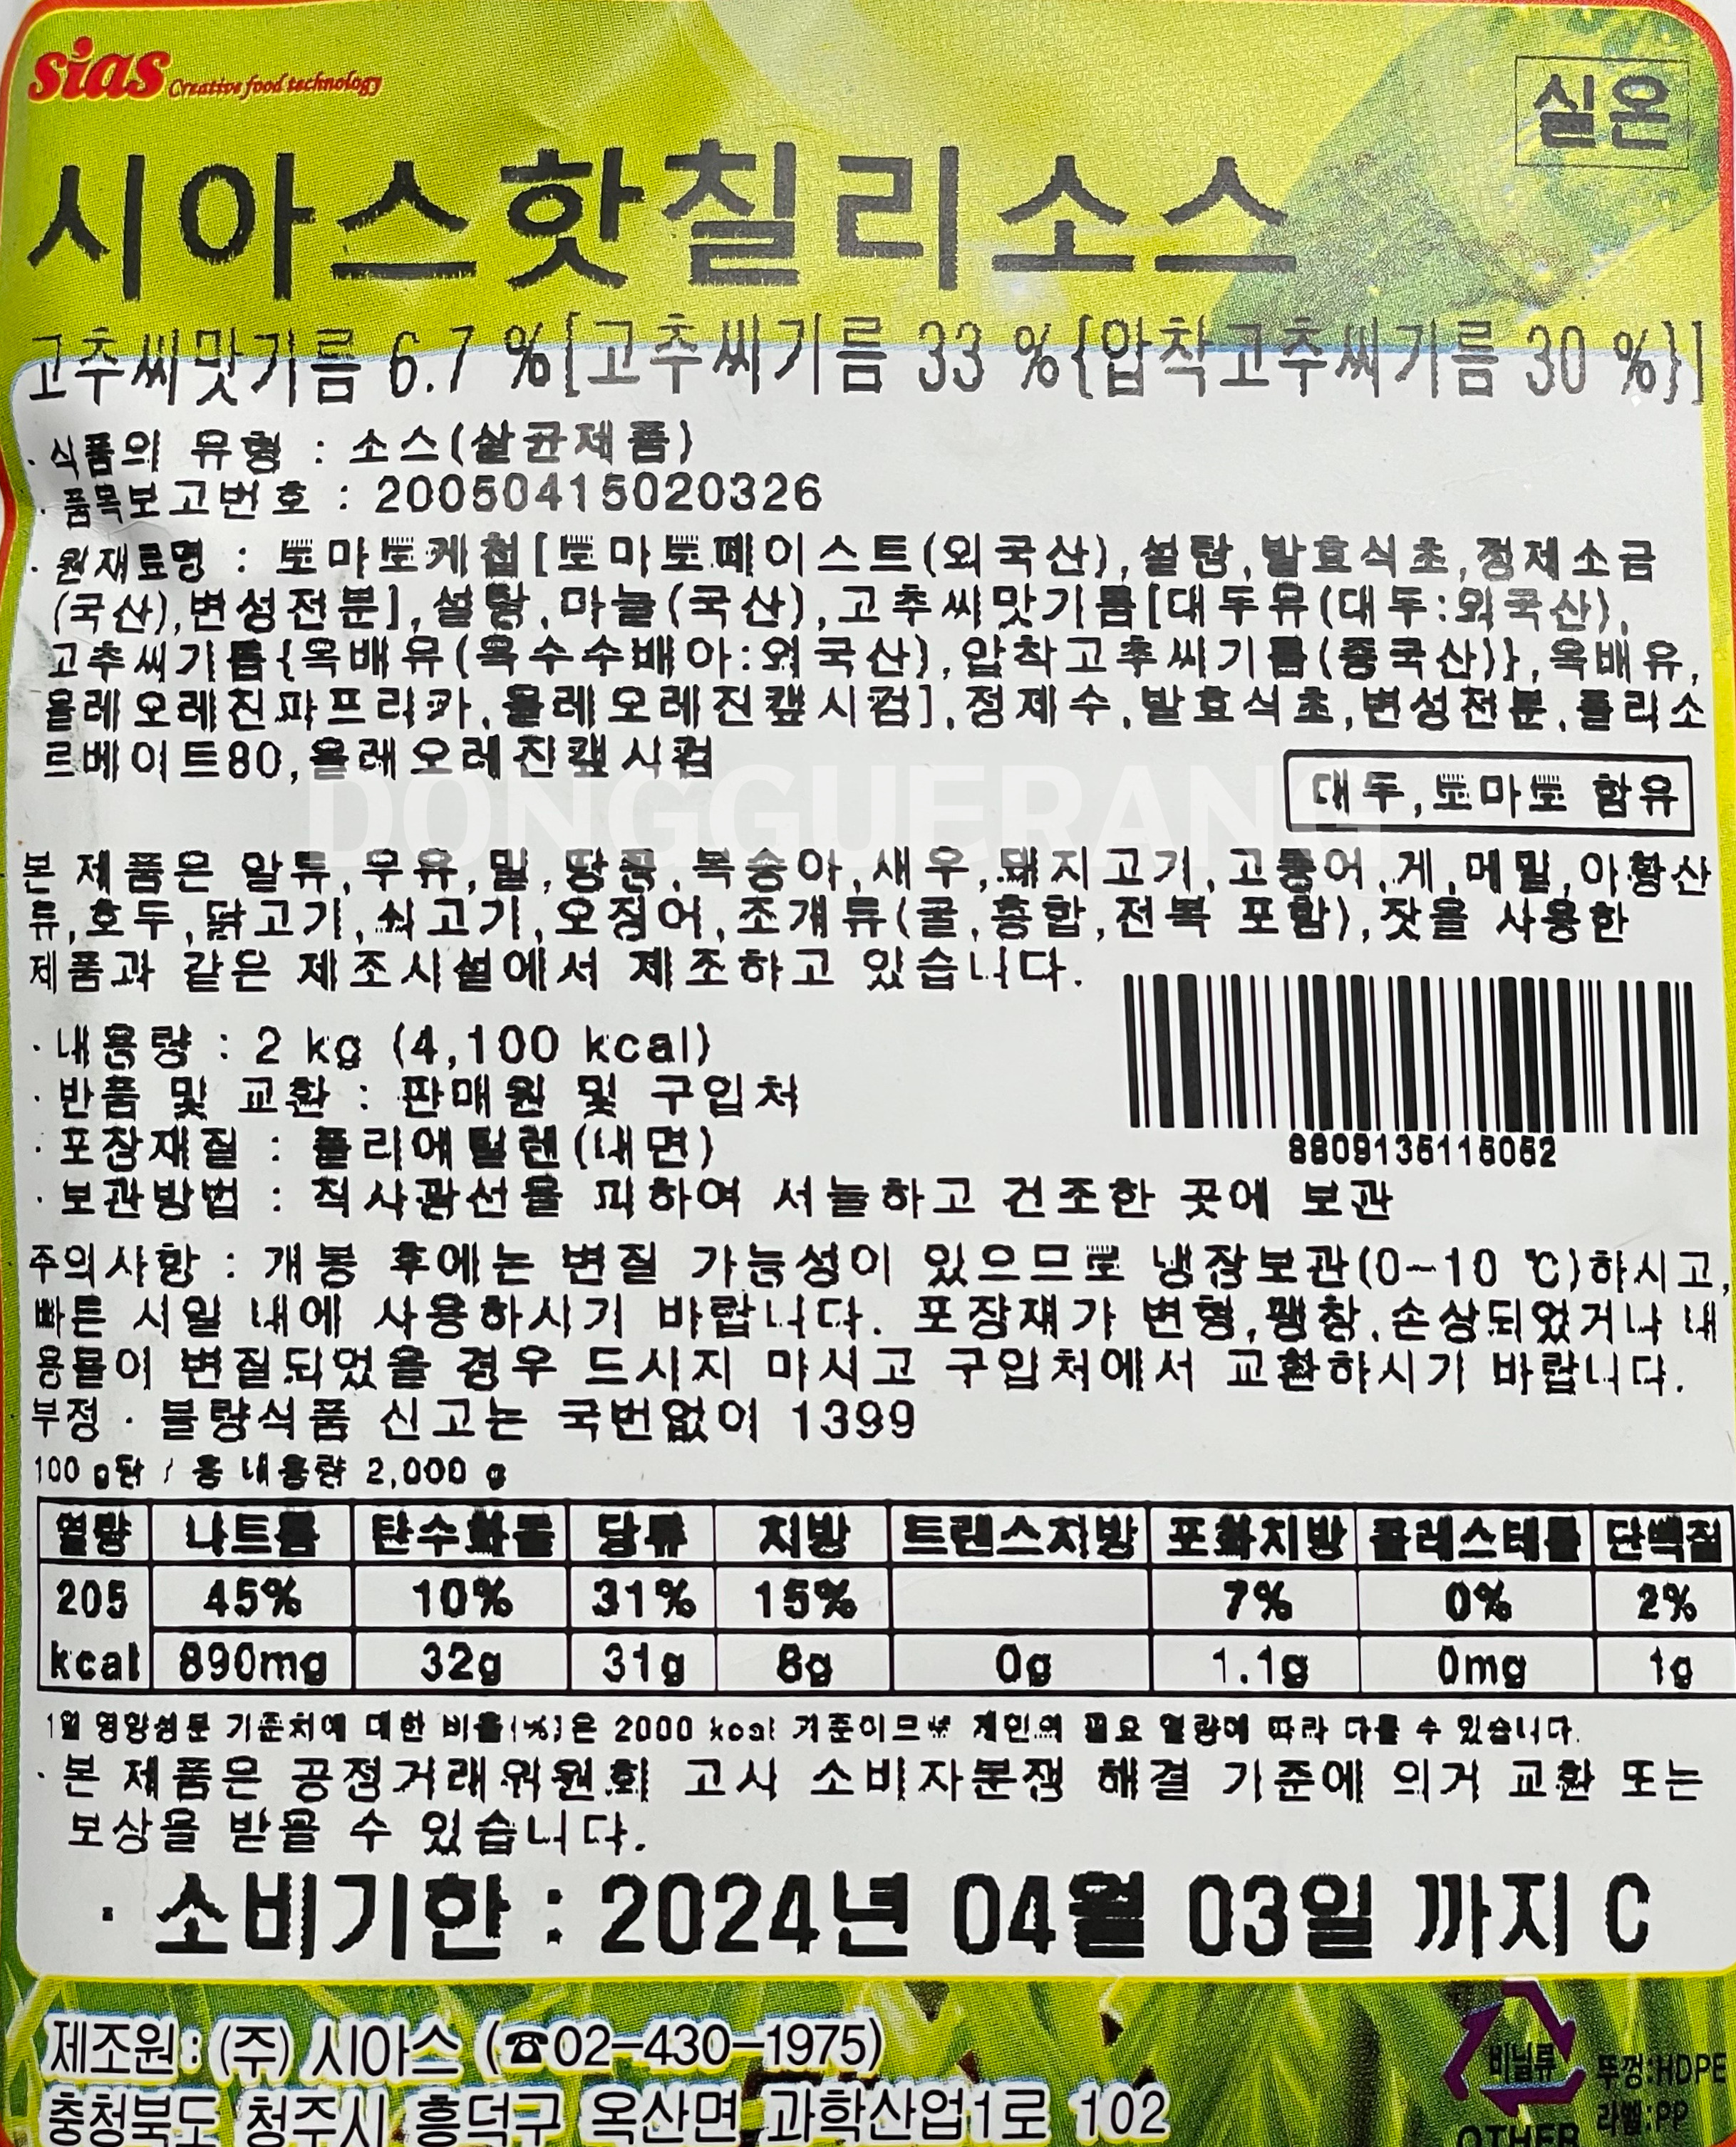 sias Creative food technology
실온
시아스핫칠리소스
고추씨맛기름 6.7 %[고추씨기름 33 %{압착고추씨기름 30 %}]
· 식품의 유형 : 소스(살균제품)
· 품목보고번호 : 20050415020326
· 원재료명 : 토마토케첩[토마토페이스트(외국산),설탕,발효식초,정제소금
(국산),변성전분],설탕,마늘(국산),고추씨맛기름[대두유(대두:외국산),
고추씨기름{옥배유(옥수수배아:외국산),압착고추씨기름(중국산)},옥배유,
올레오레진파프리카,올레오레진캪시컴],정제수,발효식초,변성전분,폴리소
르베이트80,올레오레진캪시컴
대두,토마토 함유
DONGGUERANG
본 제품은 알류,우유,밀,땅콩,복숭아,새우,돼지고기,고등어,게,메밀,아황산
류,호두,닭고기,쇠고기,오징어,조개류(굴,홍합,전복 포함),잣을 사용한
제품과 같은 제조시설에서 제조하고 있습니다.
· 내용량 : 2 kg (4,100 kcal)
· 반품 및 교환 : 판매원 및 구입처
· 포장재질 : 폴리에틸렌(내면)
8809135115052
· 보관방법 : 직사광선을 피하여 서늘하고 건조한 곳에 보관
주의사항 : 개봉 후에는 변질 가능성이 있으므로 냉장보관(0~10 ℃)하시고,
빠른 시일 내에 사용하시기 바랍니다. 포장재가 변형,팽창,손상되었거나 내
용물이 변질되었을 경우 드시지 마시고 구입처에서 교환하시기 바랍니다.
부정 · 불량식품 신고는 국번없이 1399
100 g당 / 총 내용량 2,000 g
열량 나트륨 탄수화물 당류 지방 트랜스지방 포화지방 콜레스테롤 단백질
205 45% 10% 31% 15% 7% 0% 2%
kcal 890mg 32g 31g 8g 0g 1.1g 0mg 1g
1일 영양성분 기준치에 대한 비율(%)은 2000 kcal 기준이므로 개인의 필요 열량에 따라 다를 수 있습니다.
· 본 제품은 공정거래위원회 고시 소비자분쟁 해결 기준에 의거 교환 또는
보상을 받을 수 있습니다.
· 소비기한 : 2024년 04월 03일 까지 C
제조원 : (주) 시아스 (☎02-430-1975)
충청북도 청주시 흥덕구 옥산면 과학산업1로 102
비닐류
OTHER
뚜껑:HDPE
라벨:PP